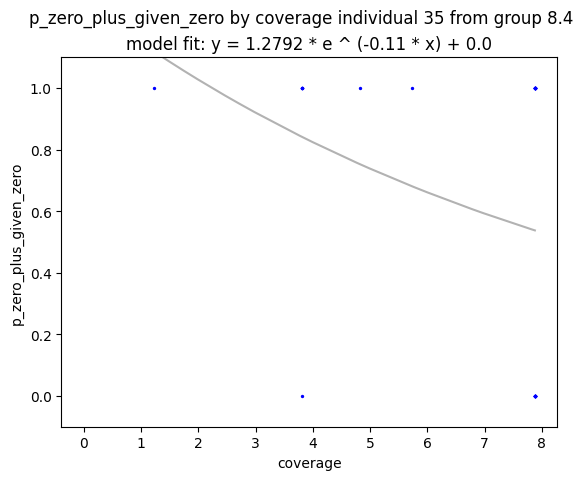 p_zero_plus_given_zero by coverage individual 35 from group 8.4
model fit: y = 1.2792 * e ^ (-0.11 * x) + 0.0
p_zero_plus_given_zero
1.0
0.8
0.6
0.4
0.2
0.0
0 1 2 3 4 5 6 7 8
coverage